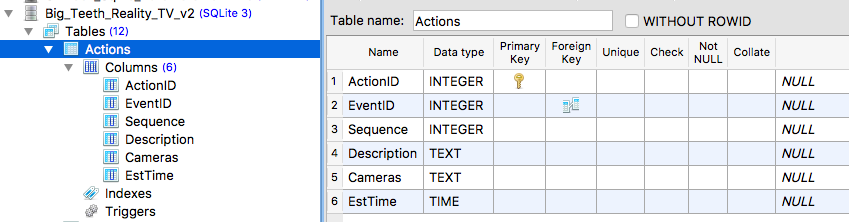 Big_Teeth_Reality_TV_v2 (SQLite 3)
Tables (12)
Actions
Columns (6)
ActionID
EventID
Sequence
Description
Cameras
EstTime
Indexes
Triggers
Table name: Actions WITHOUT ROWID
Name Data type Primary Key Foreign Key Unique Check Not NULL Collate
1 ActionID INTEGER NULL
2 EventID INTEGER NULL
3 Sequence INTEGER NULL
4 Description TEXT NULL
5 Cameras TEXT NULL
6 EstTime TIME NULL